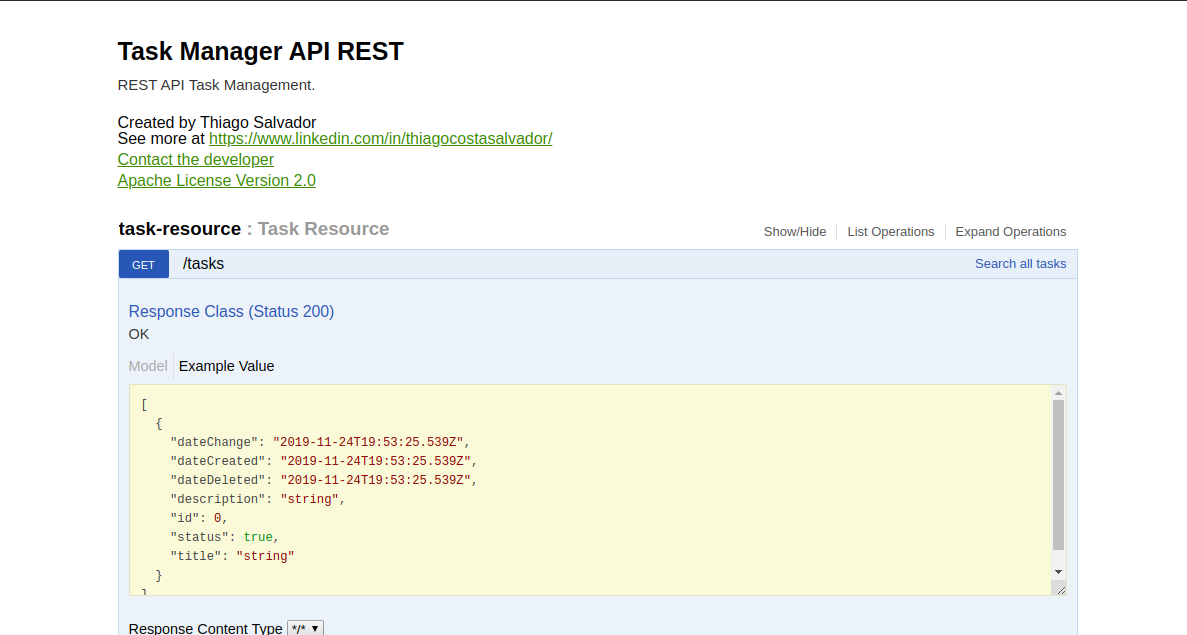 Task Manager API REST
REST API Task Management.
Created by Thiago Salvador
See more at https://www.linkedin.com/in/thiagocostasalvador/
Contact the developer
Apache License Version 2.0
task-resource : Task Resource
Show/Hide
List Operations
Expand Operations
GET
/tasks
Search all tasks
Response Class (Status 200)
OK
Model
Example Value
[
{
"dateChange": "2019-11-24T19:53:25.539Z",
"dateCreated": "2019-11-24T19:53:25.539Z",
"dateDeleted": "2019-11-24T19:53:25.539Z",
"description": "string",
"id": 0,
"status": true,
"title": "string"
}
]
Response Content Type */*